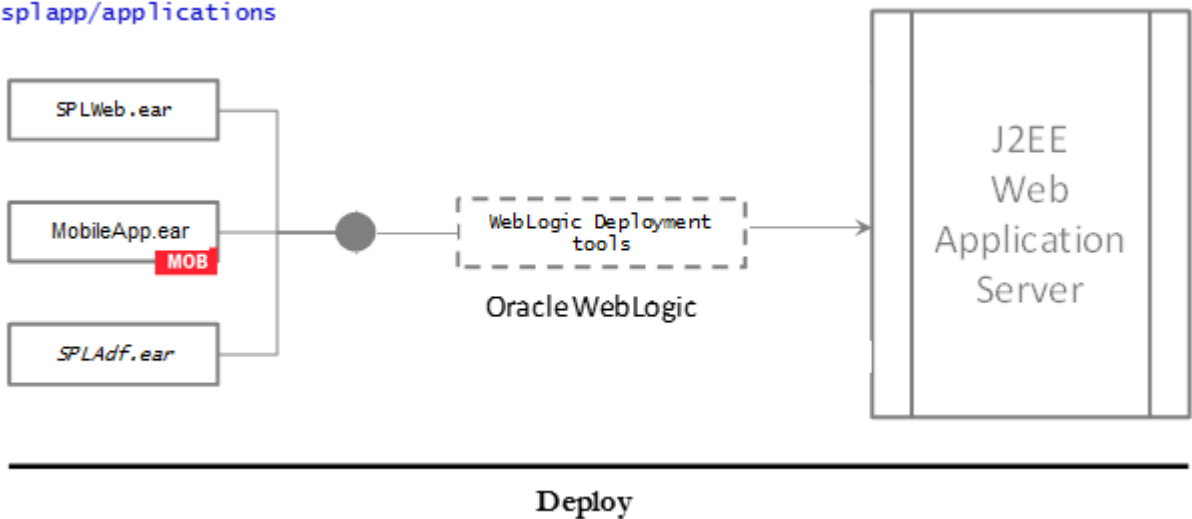 splapp/applications
SPLWeb.ear
MobileApp.ear
MOB
SPLAdf.ear
WebLogic Deployment
tools
Oracle WebLogic
J2EE
Web
Application
Server
Deploy